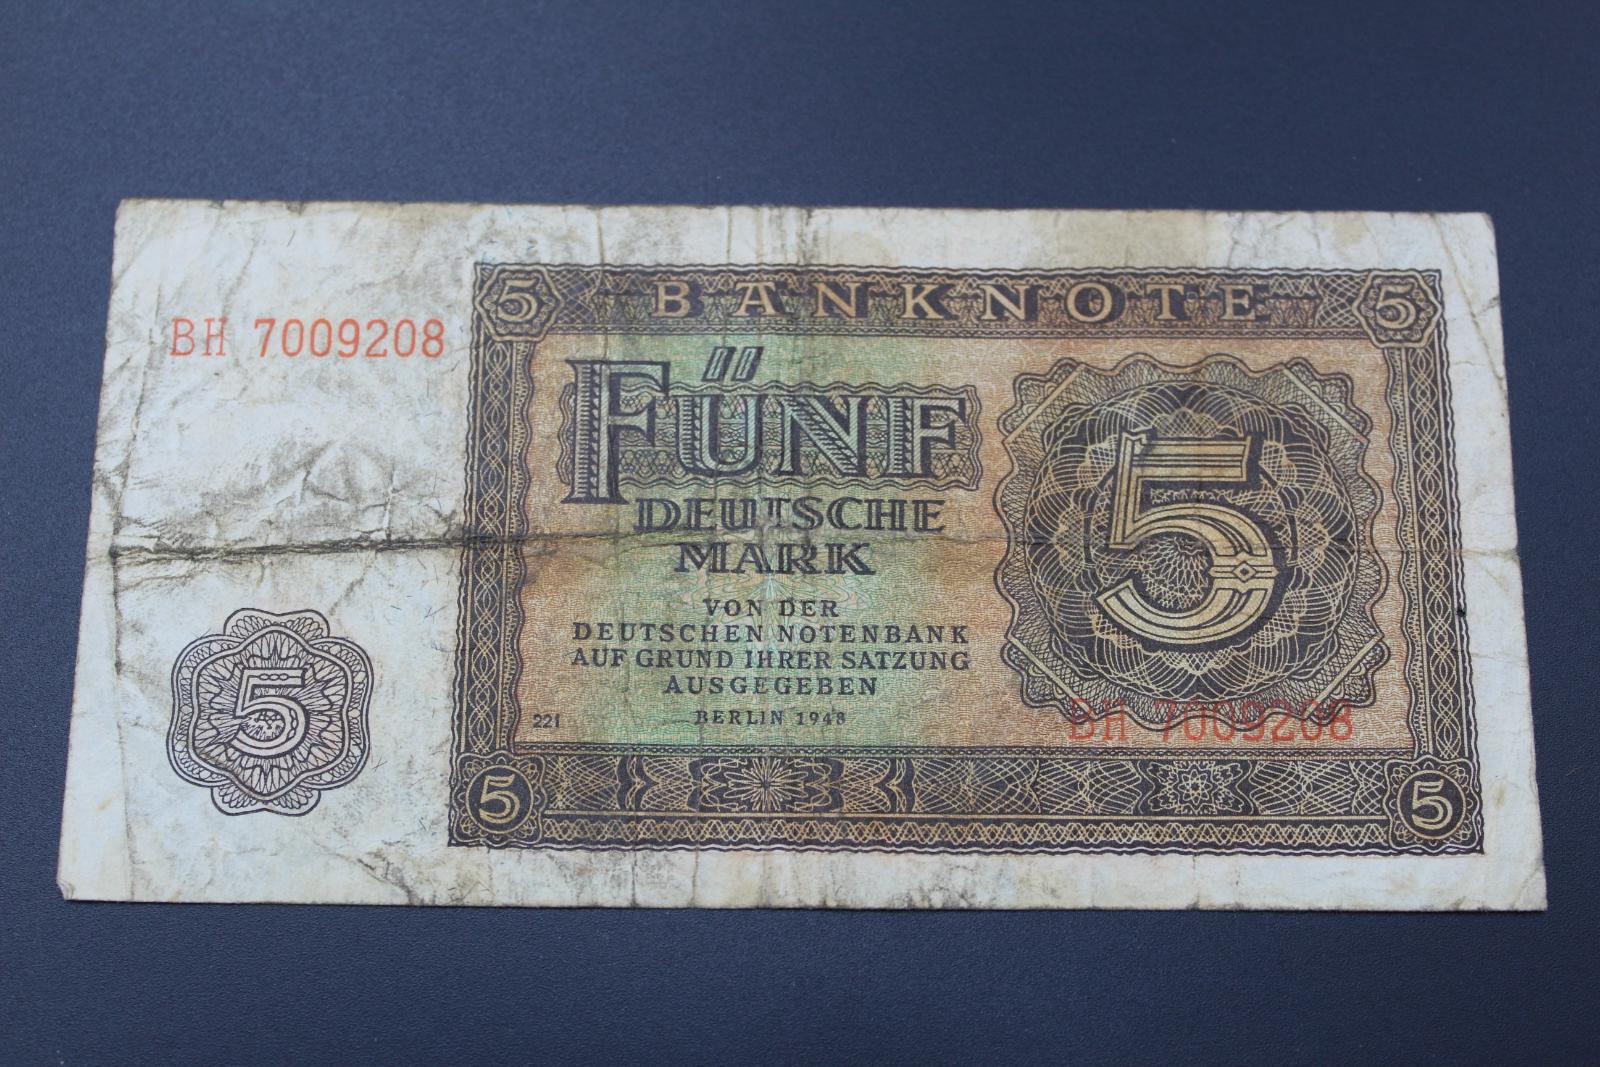 5 BANKNOTE 5
BH 7009208
FÜNF
DEUTSCHE
MARK
5
VON DER
DEUTSCHEN NOTENBANK
AUF GRUND IHRER SATZUNG
AUSGEGEBEN
5
221 BERLIN 1948
BH 7009208
5 5